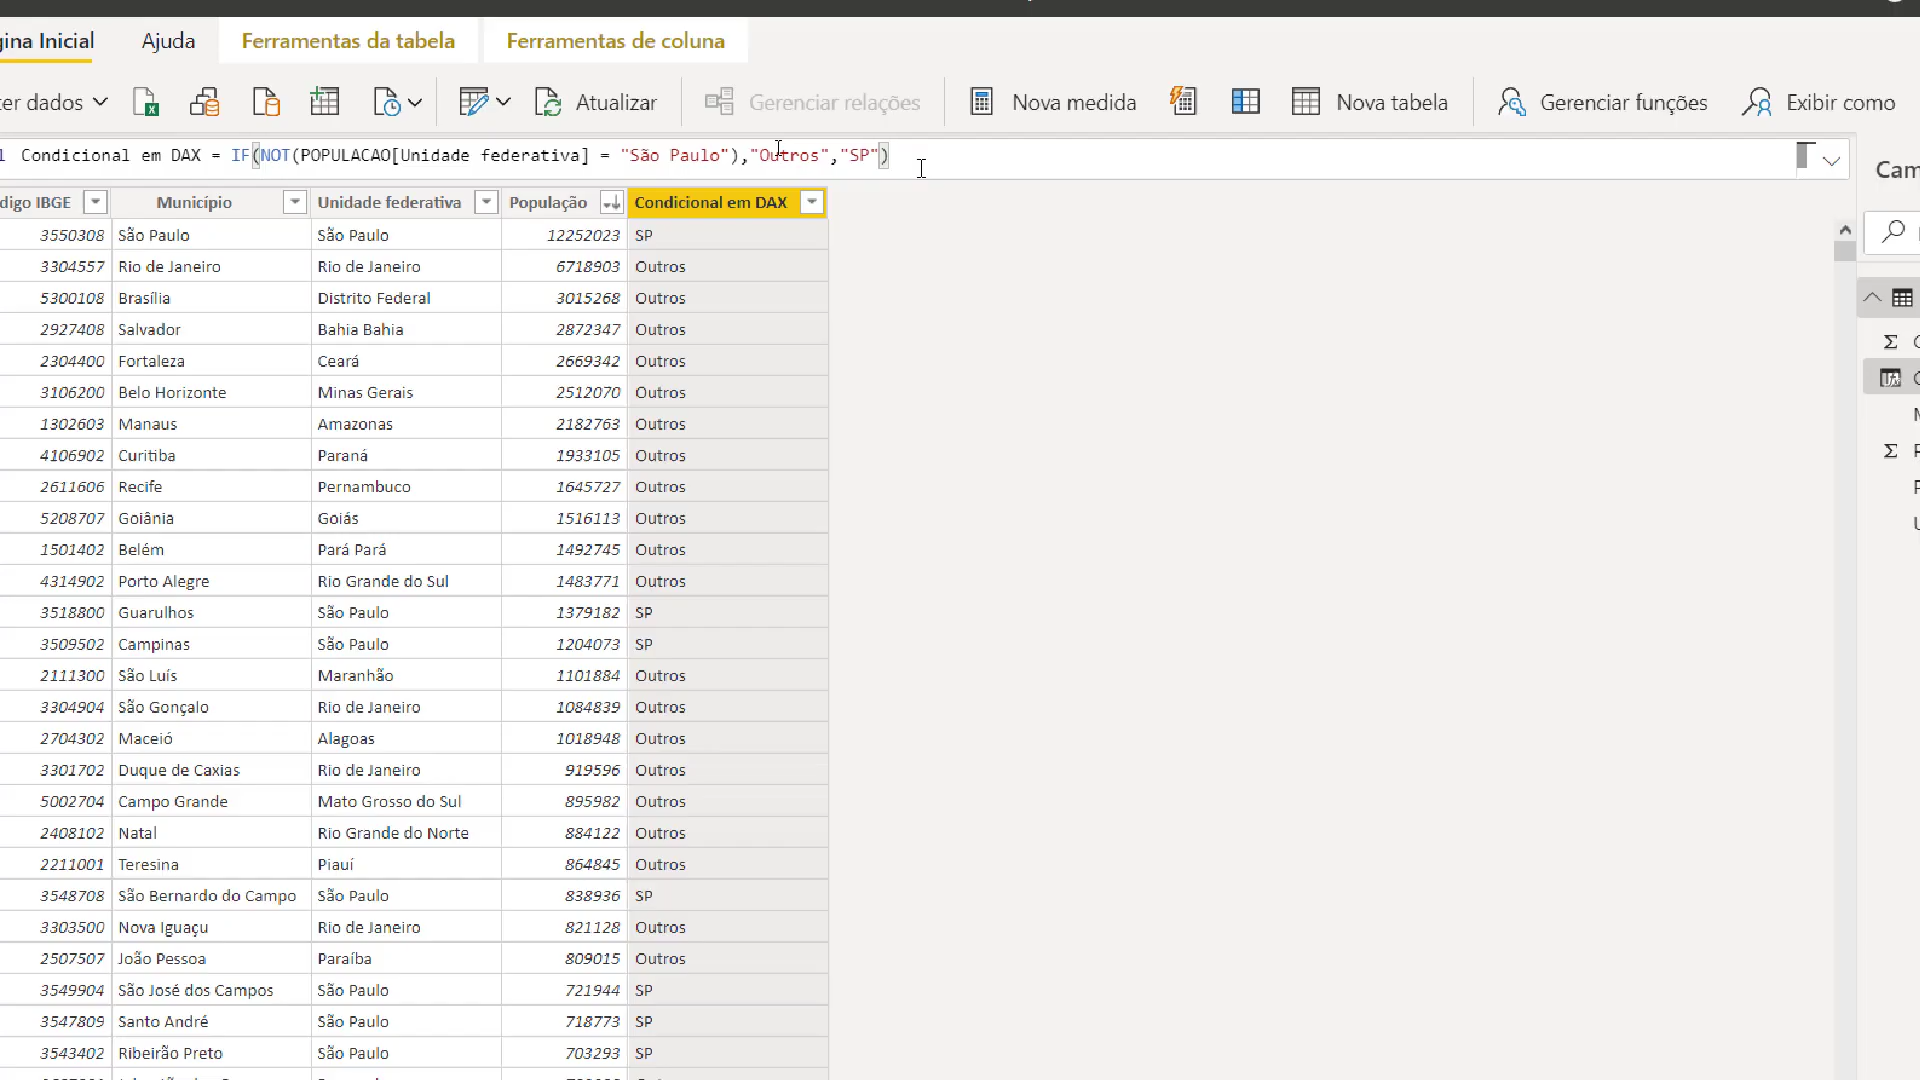 gina Inicial Ajuda Ferramentas da tabela Ferramentas de coluna
ter dados Atualizar Gerenciar relações Nova medida Nova tabela Gerenciar funções Exibir como
1 Condicional em DAX = IF(NOT(POPULACAO[Unidade federativa] = "São Paulo"),"Outros","SP")
Cam
digo IBGE Município Unidade federativa População Condicional em DAX
3550308 São Paulo São Paulo 12252023 SP
3304557 Rio de Janeiro Rio de Janeiro 6718903 Outros
5300108 Brasília Distrito Federal 3015268 Outros
2927408 Salvador Bahia Bahia 2872347 Outros
2304400 Fortaleza Ceará 2669342 Outros
3106200 Belo Horizonte Minas Gerais 2512070 Outros
1302603 Manaus Amazonas 2182763 Outros
4106902 Curitiba Paraná 1933105 Outros
2611606 Recife Pernambuco 1645727 Outros
5208707 Goiânia Goiás 1516113 Outros
1501402 Belém Pará Pará 1492745 Outros
4314902 Porto Alegre Rio Grande do Sul 1483771 Outros
3518800 Guarulhos São Paulo 1379182 SP
3509502 Campinas São Paulo 1204073 SP
2111300 São Luís Maranhão 1101884 Outros
3304904 São Gonçalo Rio de Janeiro 1084839 Outros
2704302 Maceió Alagoas 1018948 Outros
3301702 Duque de Caxias Rio de Janeiro 919596 Outros
5002704 Campo Grande Mato Grosso do Sul 895982 Outros
2408102 Natal Rio Grande do Norte 884122 Outros
2211001 Teresina Piauí 864845 Outros
3548708 São Bernardo do Campo São Paulo 838936 SP
3303500 Nova Iguaçu Rio de Janeiro 821128 Outros
2507507 João Pessoa Paraíba 809015 Outros
3549904 São José dos Campos São Paulo 721944 SP
3547809 Santo André São Paulo 718773 SP
3543402 Ribeirão Preto São Paulo 703293 SP